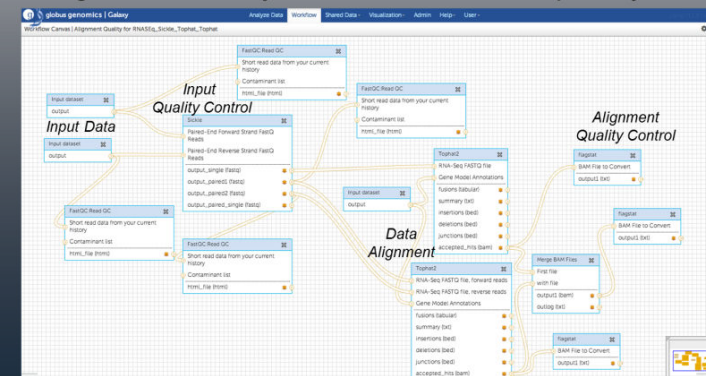 globus genomics | Galaxy
Analyze Data Workflow Shared Data Visualization Admin Help User
Workflow Canvas | Alignment Quality for RNASEq_Sickle_Tophat_Tophat
FastQC:Read QC
Short read data from your current
history
Contaminant list
html_file (html)
Input
Quality Control
Input dataset
output
Input Data
Input dataset
output
Sickle
Paired-End Forward Strand FastQ
Reads
Paired-End Reverse Strand FastQ
Reads
output_single (fastq)
output_paired1 (fastq)
output_paired2 (fastq)
output_paired_single (fastq)
FastQC:Read QC
Short read data from your current
history
Contaminant list
html_file (html)
Alignment
Quality Control
Tophat2
RNA-Seq FASTQ file
Gene Model Annotations
fusions (tabular)
summary (txt)
insertions (bed)
deletions (bed)
junctions (bed)
accepted_hits (bam)
flagstat
BAM File to Convert
output1 (txt)
Input dataset
output
Data
Alignment
FastQC:Read QC
Short read data from your current
history
Contaminant list
html_file (html)
FastQC:Read QC
Short read data from your current
history
Contaminant list
html_file (html)
flagstat
BAM File to Convert
output1 (txt)
Merge BAM Files
First file
with file
output1 (bam)
outlog (txt)
Tophat2
RNA-Seq FASTQ file, forward reads
RNA-Seq FASTQ file, reverse reads
Gene Model Annotations
fusions (tabular)
summary (txt)
insertions (bed)
deletions (bed)
junctions (bed)
accepted_hits (bam)
flagstat
BAM File to Convert
output1 (txt)